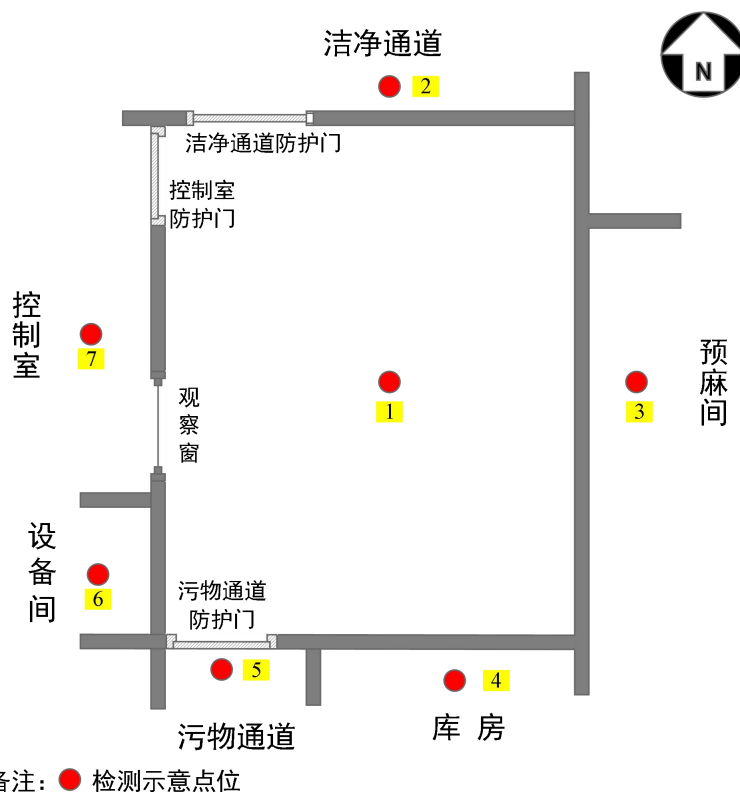 洁净通道
N
2
洁净通道防护门
控制室
防护门
控制室
7
观察窗
1
预麻间
3
设备间
6
污物通道
防护门
5
4
污物通道
库 房
备注： 检测示意点位